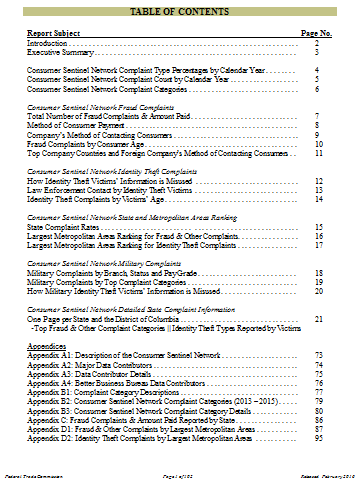 TABLE OF CONTENTS
Report Subject Page No.
Introduction 2
Executive Summary 3
Consumer Sentinel Network Complaint Type Percentages by Calendar Year 4
Consumer Sentinel Network Complaint Count by Calendar Year 5
Consumer Sentinel Network Complaint Categories 6
Consumer Sentinel Network Fraud Complaints
Total Number of Fraud Complaints & Amount Paid 7
Method of Consumer Payment 8
Company's Method of Contacting Consumers 9
Fraud Complaints by Consumer Age 10
Top Company Countries and Foreign Company's Method of Contacting Consumers 11
Consumer Sentinel Network Identity Theft Complaints
How Identity Theft Victims' Information is Misused 12
Law Enforcement Contact by Identity Theft Victims 13
Identity Theft Complaints by Victims' Age 14
Consumer Sentinel Network State and Metropolitan Areas Ranking
State Complaint Rates 15
Largest Metropolitan Areas Ranking for Fraud & Other Complaints 16
Largest Metropolitan Areas Ranking for Identity Theft Complaints 17
Consumer Sentinel Network Military Complaints
Military Complaints by Branch, Status and Pay Grade 18
Military Complaints by Top Complaint Categories 19
How Military Identity Theft Victims' Information is Misused 20
Consumer Sentinel Network Detailed State Complaint Information
One Page per State and the District of Columbia 21
-Top Fraud & Other Complaint Categories || Identity Theft Types Reported by Victims
Appendices
Appendix A1: Description of the Consumer Sentinel Network 73
Appendix A2: Major Data Contributors 74
Appendix A3: Data Contributor Details 75
Appendix A4: Better Business Bureau Data Contributors 76
Appendix B1: Complaint Category Descriptions 77
Appendix B2: Consumer Sentinel Network Complaint Categories (2013 – 2015) 79
Appendix B3: Consumer Sentinel Network Complaint Category Details 80
Appendix C: Fraud Complaints & Amount Paid Reported by State 86
Appendix D1: Fraud & Other Complaints by Largest Metropolitan Areas 87
Appendix D2: Identity Theft Complaints by Largest Metropolitan Areas 95
Federal Trade Commission Page 1 of 102 Released February 2016